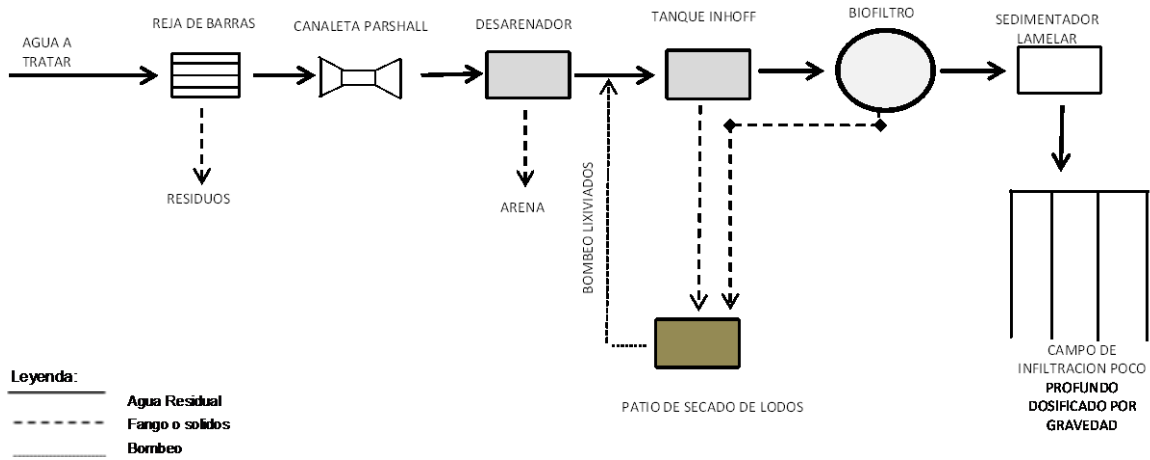 AGUA A
TRATAR
REJA DE BARRAS
CANALETA PARSHALL
DESARENADOR
TANQUE INHOFF
BIOFILTRO
SEDIMENTADOR
LAMELAR
RESIDUOS
ARENA
BOMBEO LIXIVIADOS
PATIO DE SECADO DE LODOS
CAMPO DE
INFILTRACION POCO
PROFUNDO
DOSIFICADO POR
GRAVEDAD
Leyenda:
Agua Residual
Fango o solidos
Bombeo